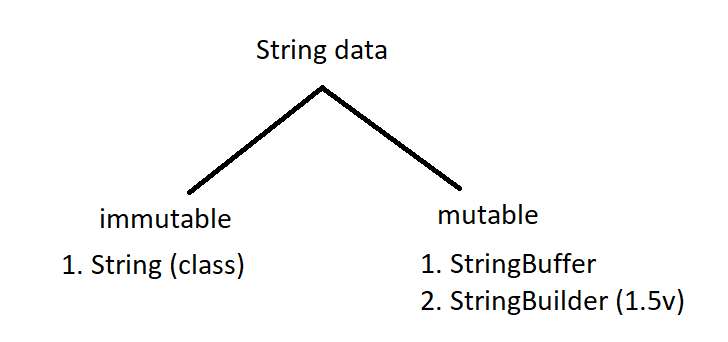 String data
immutable
1. String (class)
mutable
1. StringBuffer
2. StringBuilder (1.5v)